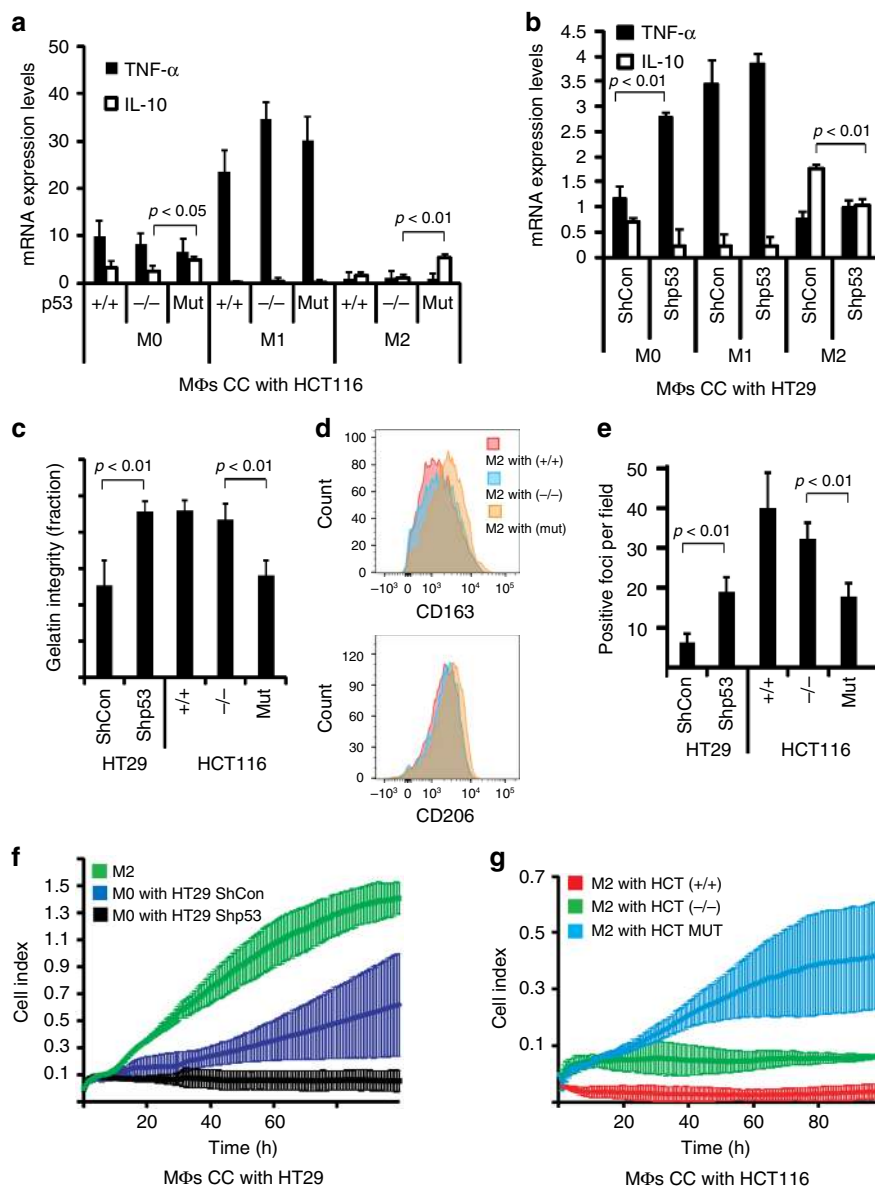 a
mRNA expression levels
50
40
30
20
10
0
TNF-α
IL-10
p < 0.05
p < 0.01
p53 +/+ –/– Mut +/+ –/– Mut +/+ –/– Mut
M0 M1 M2
MΦs CC with HCT116
b
mRNA expression levels
4.5
4
3.5
3
2.5
2
1.5
1
0.5
0
TNF-α
IL-10
p < 0.01
p < 0.01
ShCon Shp53 ShCon Shp53 ShCon Shp53
M0 M1 M2
MΦs CC with HT29
c
Gelatin integrity (fraction)
p < 0.01 p < 0.01
ShCon Shp53 +/+ –/– Mut
HT29 HCT116
d
Count
100
80
60
40
20
0
M2 with (+/+)
M2 with (–/–)
M2 with (mut)
–10³ 0 10³ 10⁴ 10⁵
CD163
Count
120
90
60
30
0
–10³ 0 10³ 10⁴ 10⁵
CD206
e
Positive foci per field
50
40
30
20
10
p < 0.01
p < 0.01
ShCon Shp53 +/+ –/– Mut
HT29 HCT116
f
Cell index
1.5
1.3
1.1
0.9
0.7
0.5
0.3
0.1
M2
M0 with HT29 ShCon
M0 with HT29 Shp53
20 40 60
Time (h)
MΦs CC with HT29
g
Cell index
0.7
0.5
0.3
0.1
M2 with HCT (+/+)
M2 with HCT (–/–)
M2 with HCT MUT
20 40 60 80
Time (h)
MΦs CC with HCT116